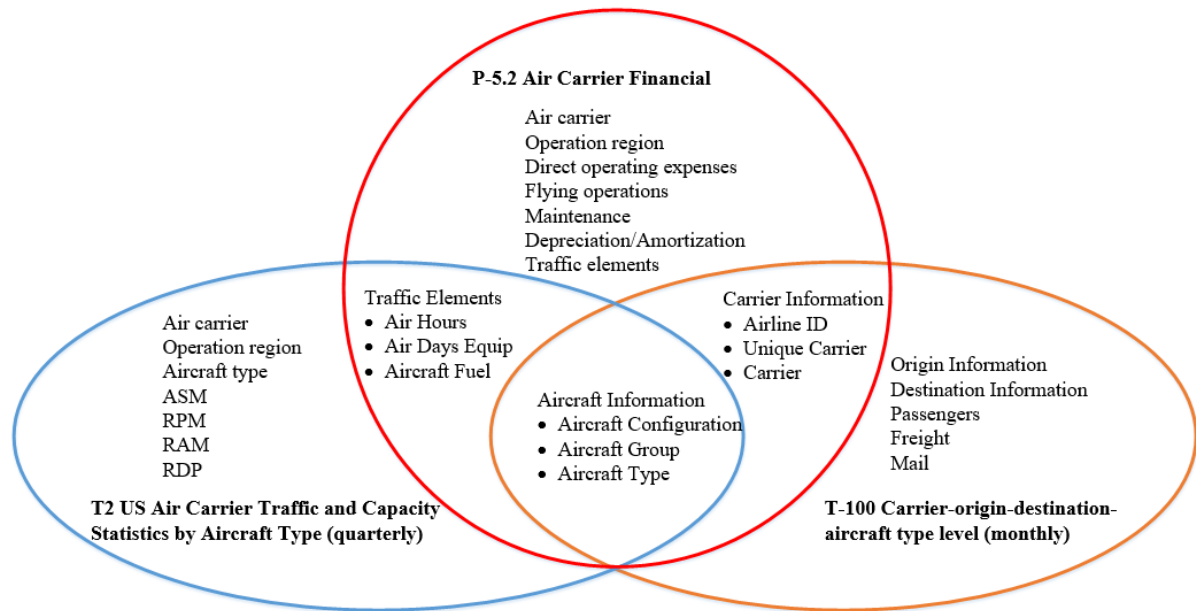 P-5.2 Air Carrier Financial
Air carrier
Operation region
Direct operating expenses
Flying operations
Maintenance
Depreciation/Amortization
Traffic elements
Traffic Elements
• Air Hours
• Air Days Equip
• Aircraft Fuel
Carrier Information
• Airline ID
• Unique Carrier
• Carrier
Air carrier
Operation region
Aircraft type
ASM
RPM
RAM
RDP
Aircraft Information
• Aircraft Configuration
• Aircraft Group
• Aircraft Type
Origin Information
Destination Information
Passengers
Freight
Mail
T2 US Air Carrier Traffic and Capacity
Statistics by Aircraft Type (quarterly)
T-100 Carrier-origin-destination-
aircraft type level (monthly)